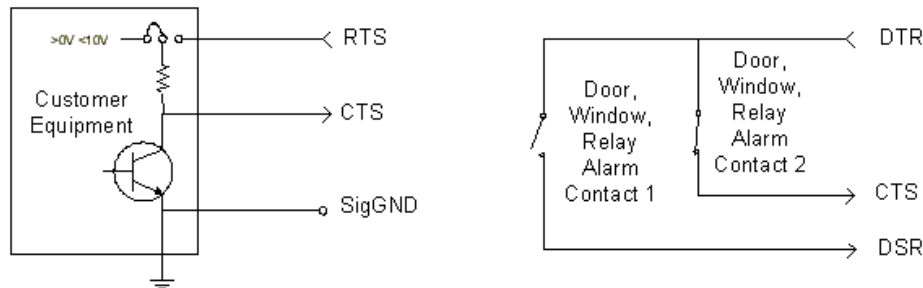 >0V <10V
RTS
Customer
Equipment
CTS
SigGND
DTR
Door,
Window,
Relay
Alarm
Contact 1
Door,
Window,
Relay
Alarm
Contact 2
CTS
DSR